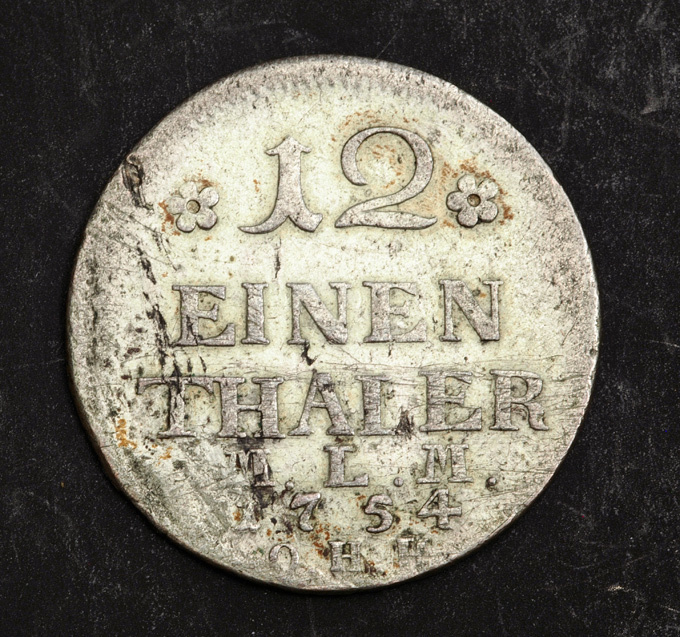 12
EINEN
THALER
M. L. M.
1754